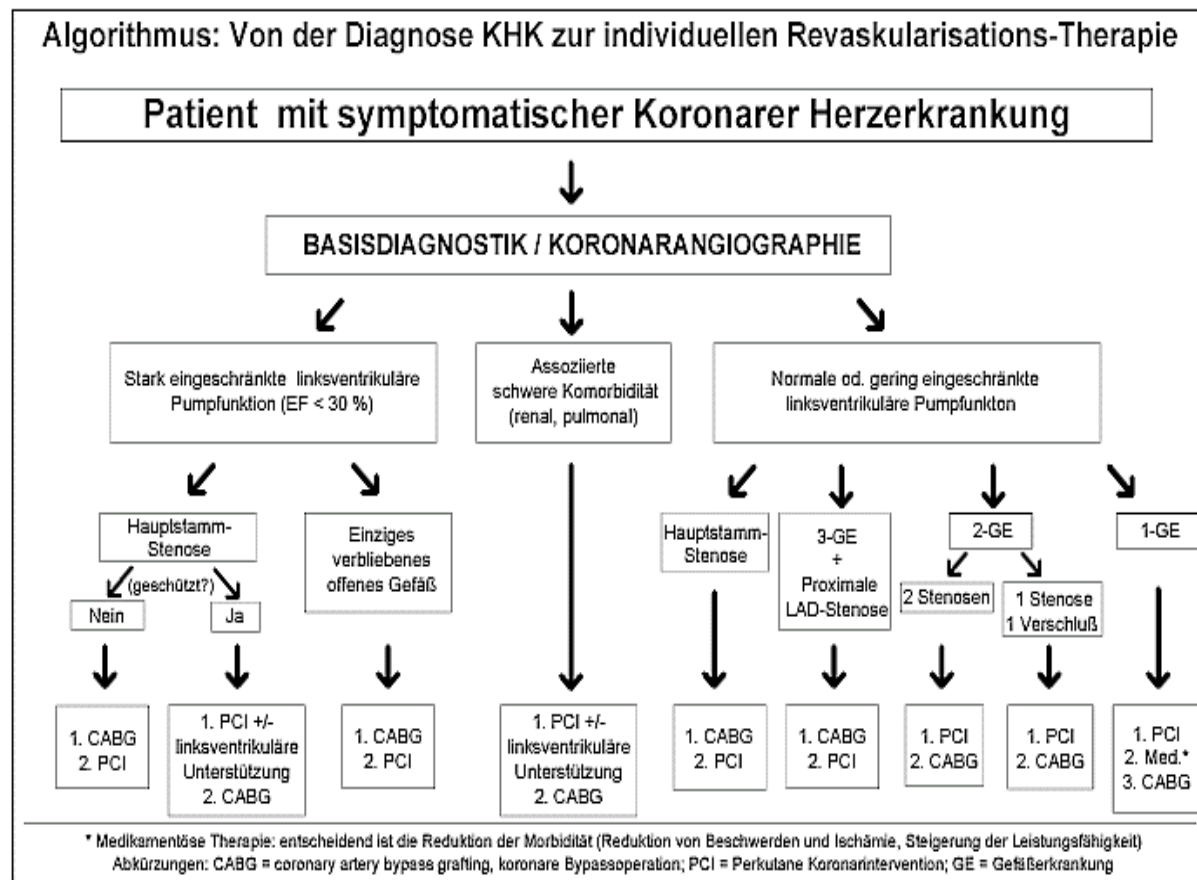 Algorithmus: Von der Diagnose KHK zur individuellen Revaskularisations-Therapie
Patient mit symptomatischer Koronarer Herzerkrankung
BASISDIAGNOSTIK / KORONARANGIOGRAPHIE
Stark eingeschränkte linksventrikuläre
Pumpfunktion (EF < 30 %)
Assoziierte
schwere Komorbidität
(renal, pulmonal)
Normale od. gering eingeschränkte
linksventrikuläre Pumpfunkton
Hauptstamm-
Stenose
(geschützt?)
Nein
Ja
Einziges
verbliebenes
offenes Gefäß
Hauptstamm-
Stenose
3-GE
+
Proximale
LAD-Stenose
2-GE
2 Stenosen
1 Stenose
1 Verschluß
1-GE
1. CABG
2. PCI
1. PCI +/-
linksventrikuläre
Unterstützung
2. CABG
1. CABG
2. PCI
1. PCI +/-
linksventrikuläre
Unterstützung
2. CABG
1. CABG
2. PCI
1. CABG
2. PCI
1. PCI
2. CABG
1. PCI
2. CABG
1. PCI
2. Med.*
3. CABG
* Medikamentöse Therapie: entscheidend ist die Reduktion der Morbidität (Reduktion von Beschwerden und Ischämie, Steigerung der Leistungsfähigkeit)
Abkürzungen: CABG = coronary artery bypass grafting, koronare Bypassoperation; PCI = Perkutane Koronarintervention; GE = Gefäßerkrankung